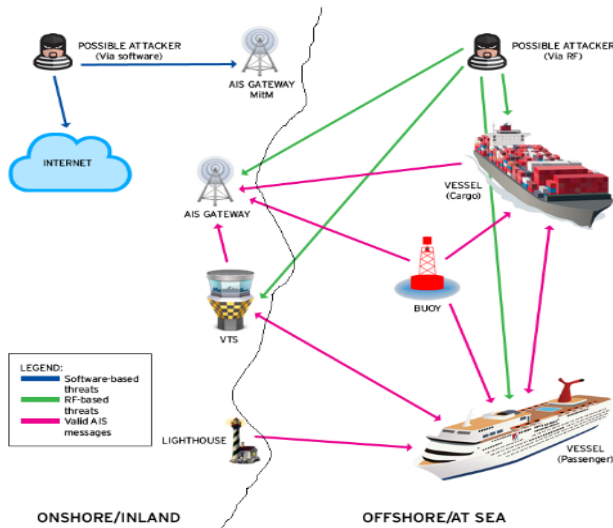 POSSIBLE ATTACKER
(Via software)
AIS GATEWAY
MitM
POSSIBLE ATTACKER
(Via RF)
INTERNET
VESSEL
(Cargo)
AIS GATEWAY
BUOY
VTS
LEGEND:
Software-based
threats
RF-based
threats
Valid AIS
messages
LIGHTHOUSE
VESSEL
(Passenger)
ONSHORE/INLAND
OFFSHORE/AT SEA